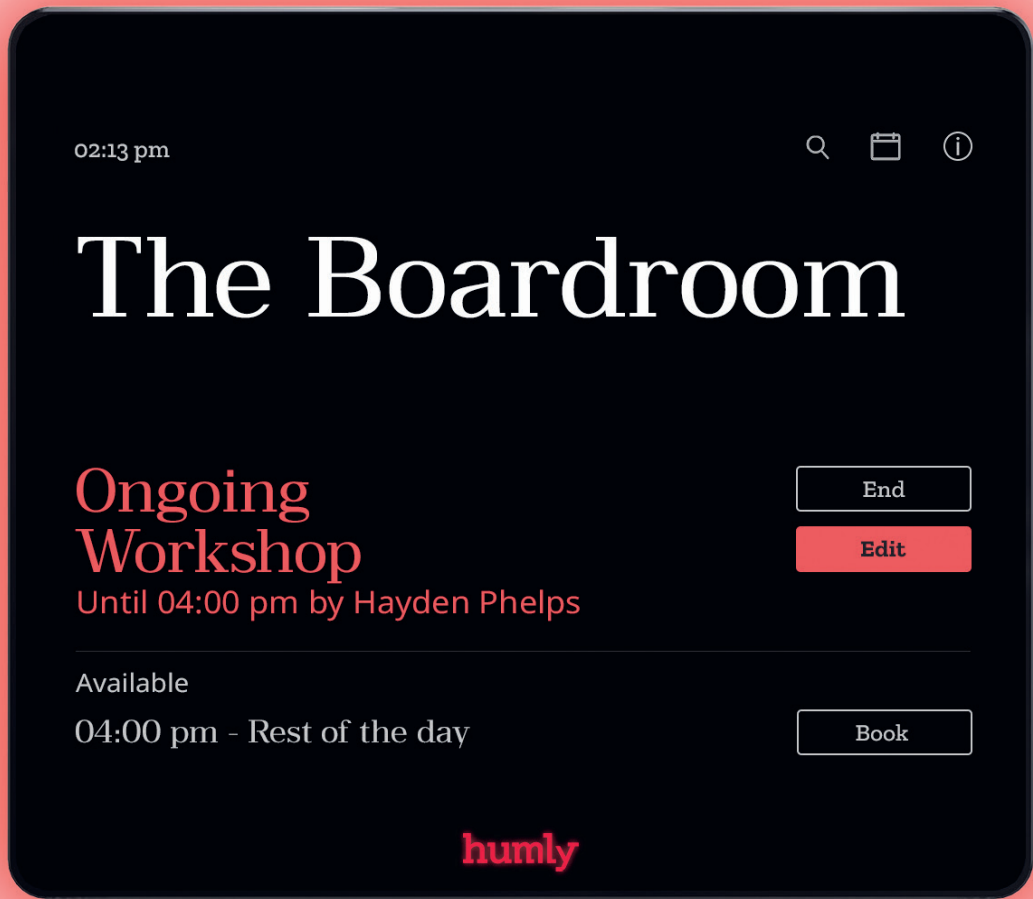 02:13 pm
The Boardroom
Ongoing
Workshop
Until 04:00 pm by Hayden Phelps
End
Edit
Available
04:00 pm - Rest of the day
Book
humly